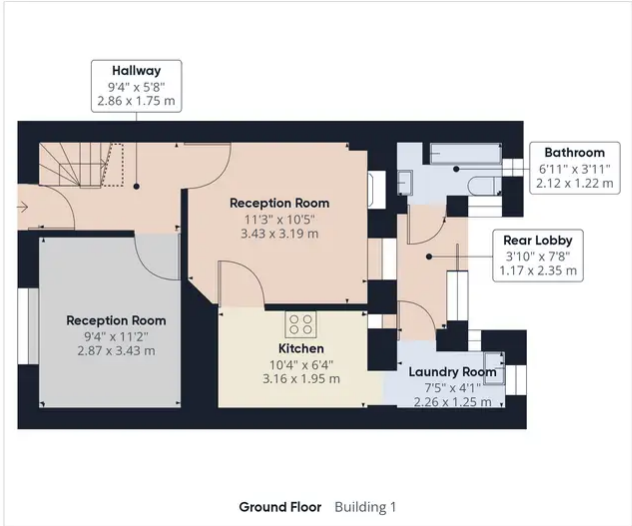 Hallway
9'4" x 5'8"
2.86 x 1.75 m
Bathroom
6'11" x 3'11"
2.12 x 1.22 m
Reception Room
11'3" x 10'5"
3.43 x 3.19 m
Rear Lobby
3'10" x 7'8"
1.17 x 2.35 m
Reception Room
9'4" x 11'2"
2.87 x 3.43 m
Kitchen
10'4" x 6'4"
3.16 x 1.95 m
Laundry Room
7'5" x 4'1"
2.26 x 1.25 m
Ground Floor Building 1